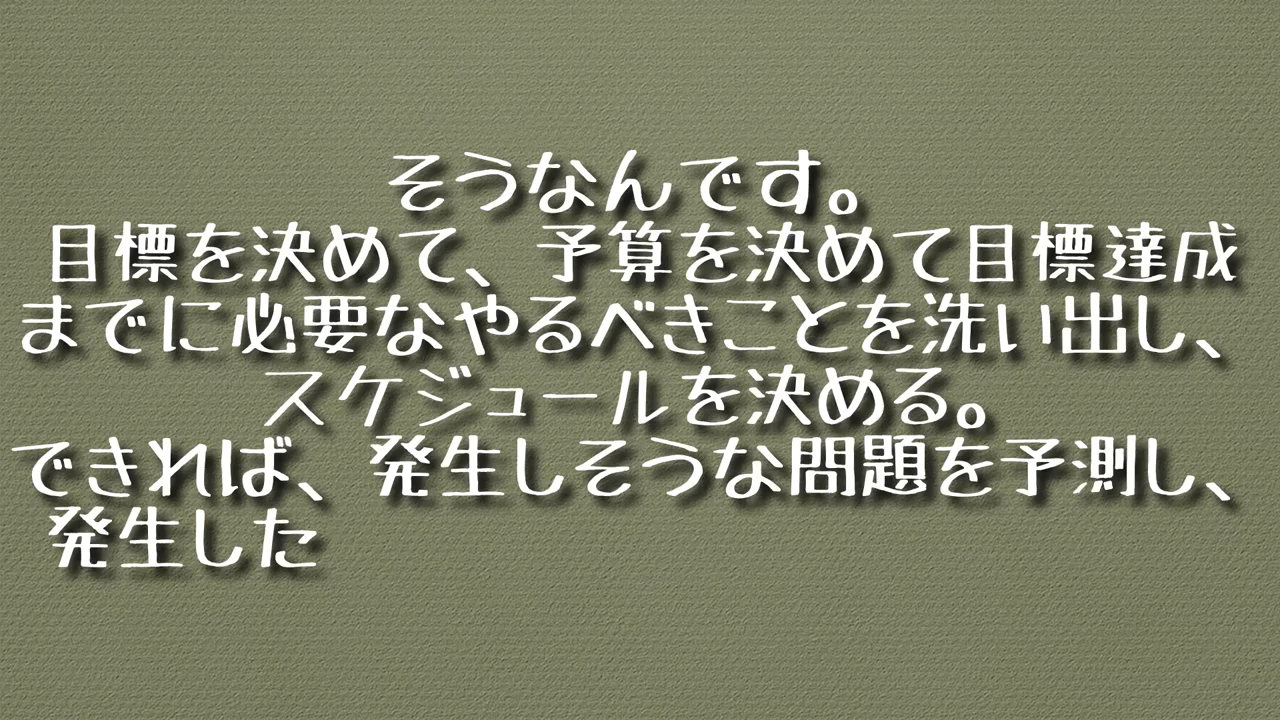 そうなんです。
目標を決めて、予算を決めて目標達成
までに必要なやるべきことを洗い出し、
スケジュールを決める。
できれば、発生しそうな問題を予測し、
発生した